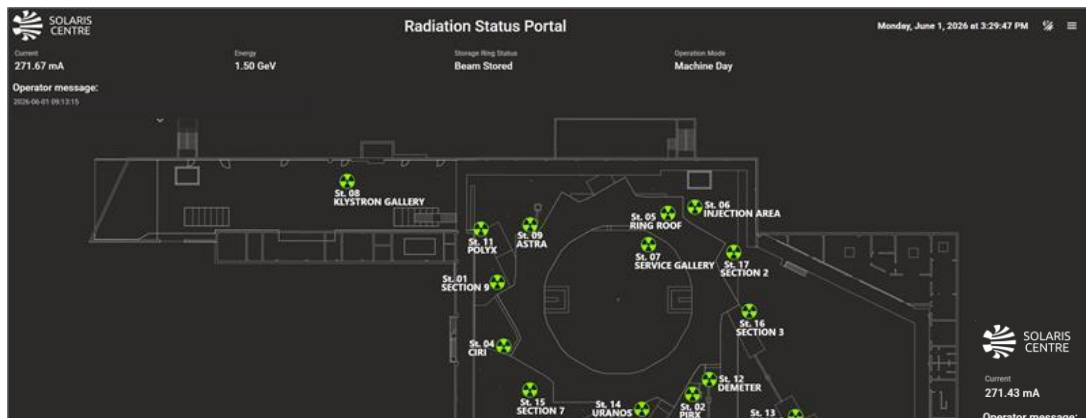 SOLARIS
CENTRE
Radiation Status Portal
Monday, June 1, 2026 at 3:29:47 PM
Current
271.67 mA
Energy
1.50 GeV
Storage Ring Status
Beam Stored
Operation Mode
Machine Day
Operator message:
2026-06-01 09:13:15
St. 08
KLYSTRON GALLERY
St. 06
INJECTION AREA
St. 05
RING ROOF
St. 09
ASTRA
St. 11
POLYX
St. 07
SERVICE GALLERY
St. 17
SECTION 2
St. 01
SECTION 9
St. 16
SECTION 3
St. 04
CIRI
SOLARIS
CENTRE
St. 12
DEMETER
Current
271.43 mA
St. 15
SECTION 7
St. 14
URANOS
St. 02
PIRX
St. 13
Operator message: